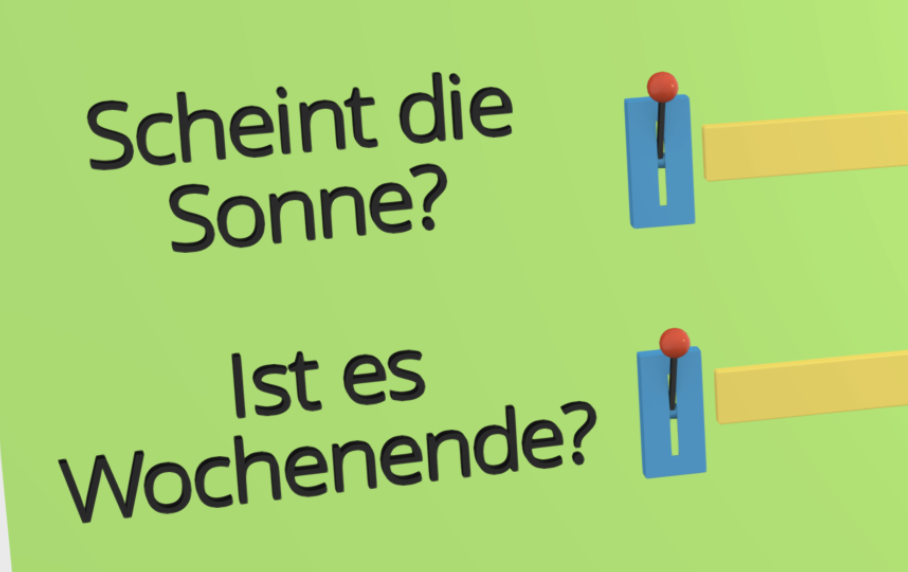 Scheint die
Sonne?
Ist es
Wochenende?